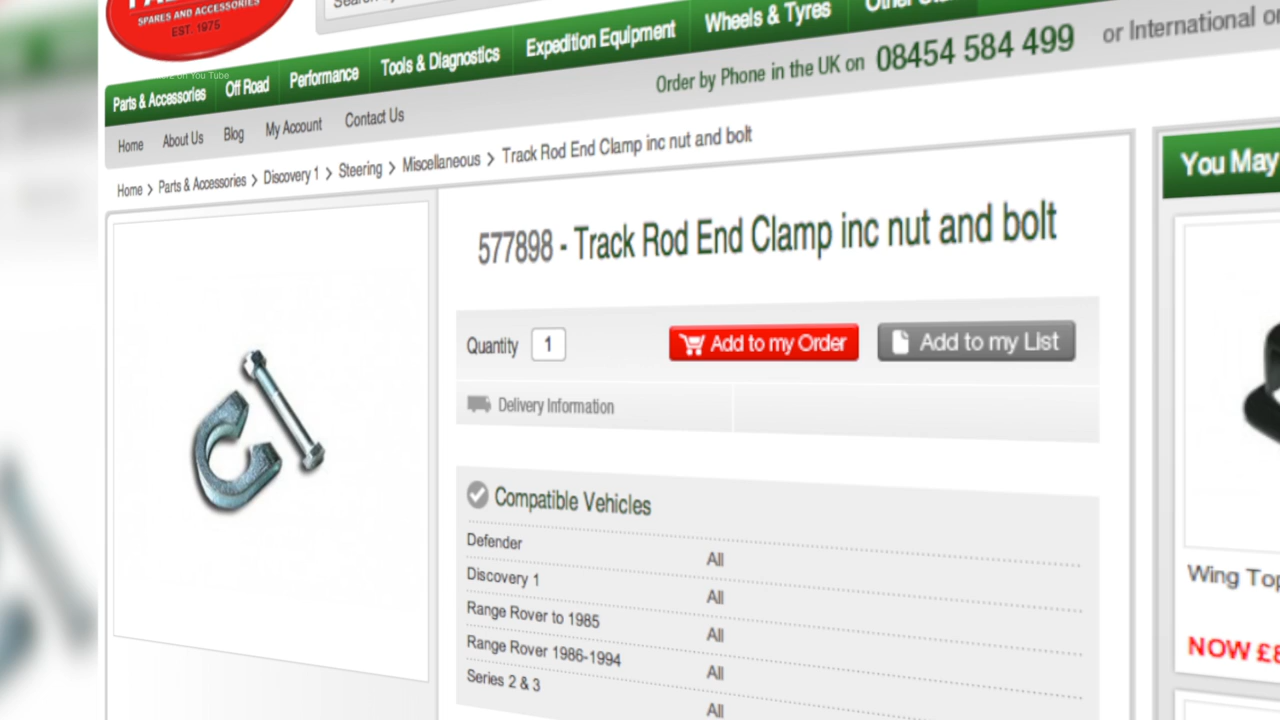 SPARES AND ACCESSORIES
EST. 1975
on You Tube
Parts & Accessories
Off Road
Performance
Tools & Diagnostics
Expedition Equipment
Wheels & Tyres
Other
Order by Phone in the UK on 08454 584 499 or International
Home
About Us
Blog
My Account
Contact Us
Home > Parts & Accessories > Discovery 1 > Steering > Miscellaneous > Track Rod End Clamp inc nut and bolt
577898 - Track Rod End Clamp inc nut and bolt
Quantity 1
Add to my Order
Add to my List
Delivery Information
Compatible Vehicles
Defender All
Discovery 1 All
Range Rover to 1985 All
Range Rover 1986-1994 All
Series 2 & 3 All
You May
Wing Top
NOW £8